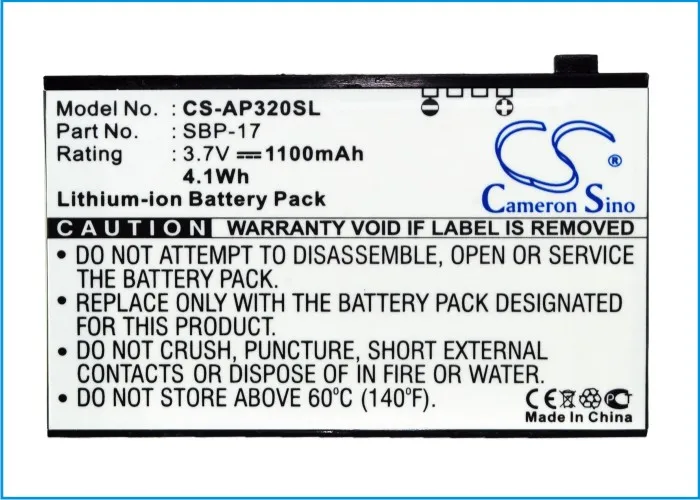 Model No. : CS-AP320SL
Part No. : SBP-17
Rating : 3.7V ⎓ 1100mAh
4.1Wh
Lithium-ion Battery Pack
CS ®
Cameron Sino
CAUTION WARRANTY VOID IF LABEL IS REMOVED
• DO NOT ATTEMPT TO DISASSEMBLE, OPEN OR SERVICE
THE BATTERY PACK.
• REPLACE ONLY WITH THE BATTERY PACK DESIGNATED
FOR THIS PRODUCT.
• DO NOT CRUSH, PUNCTURE, SHORT EXTERNAL
CONTACTS OR DISPOSE OF IN FIRE OR WATER.
• DO NOT STORE ABOVE 60°C (140°F).
CE
Made in China